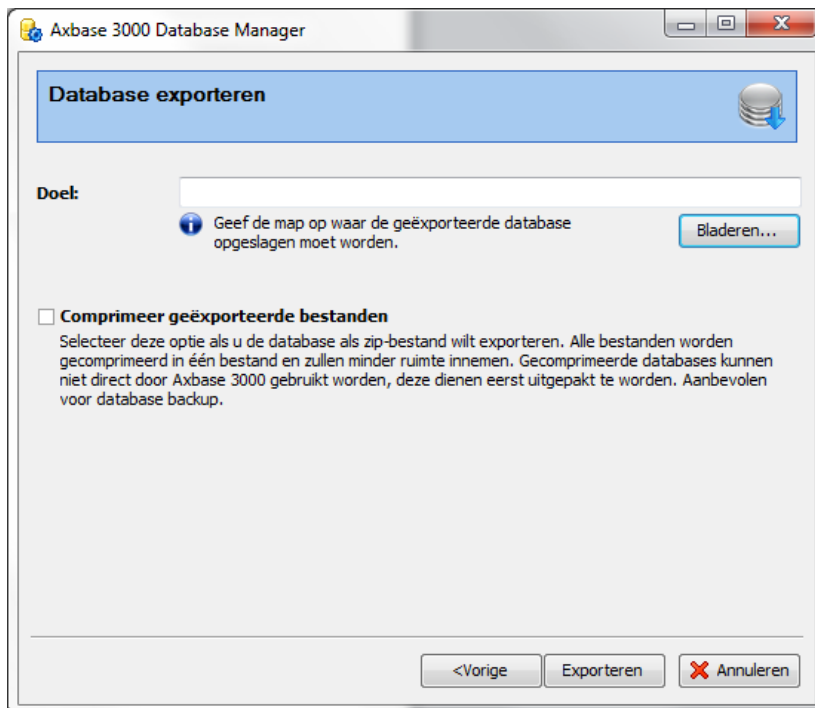 Axbase 3000 Database Manager
Database exporteren
Doel:
Geef de map op waar de geëxporteerde database
opgeslagen moet worden.
Bladeren...
Comprimeer geëxporteerde bestanden
Selecteer deze optie als u de database als zip-bestand wilt exporteren. Alle bestanden worden
gecomprimeerd in één bestand en zullen minder ruimte innemen. Gecomprimeerde databases kunnen
niet direct door Axbase 3000 gebruikt worden, deze dienen eerst uitgepakt te worden. Aanbevolen
voor database backup.
<Vorige
Exporteren
Annuleren